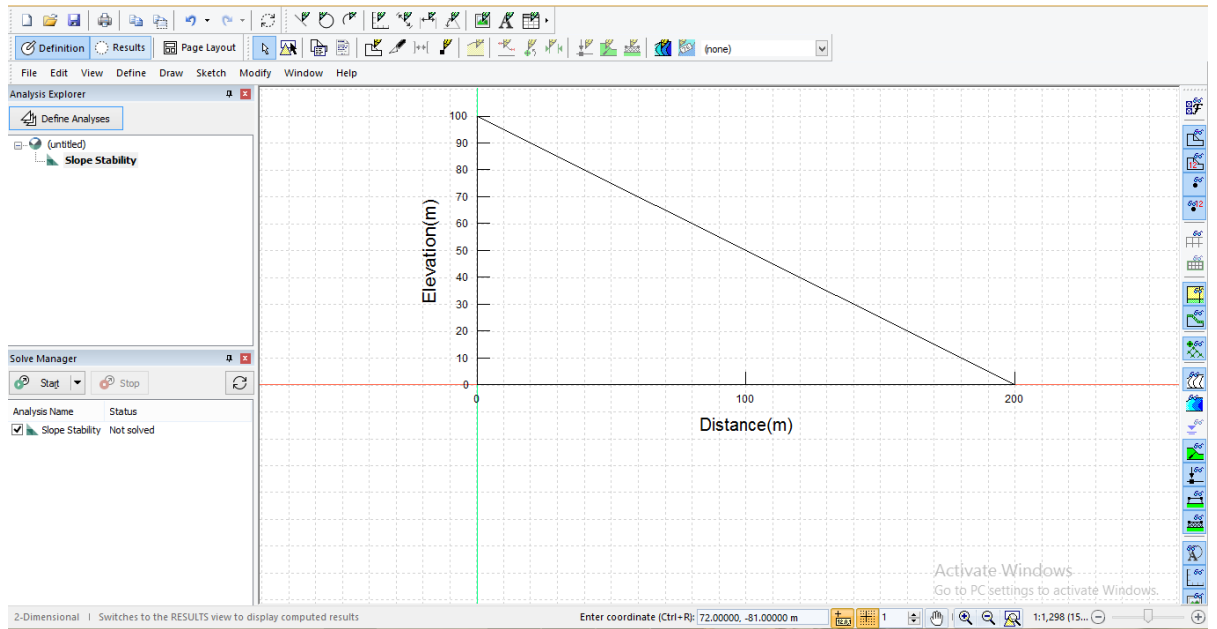 Definition Results Page Layout (none)
File Edit View Define Draw Sketch Modify Window Help
Analysis Explorer
Define Analyses
(untitled)
Slope Stability
Solve Manager
Start Stop
Analysis Name Status
Slope Stability Not solved
100
90
80
70
60
50
40
30
20
10
0
Elevation(m)
0 100 200
Distance(m)
Activate Windows
Go to PC settings to activate Windows.
2-Dimensional | Switches to the RESULTS view to display computed results Enter coordinate (Ctrl+R): 72.00000, -81.00000 m 1 1:1,298 (15...